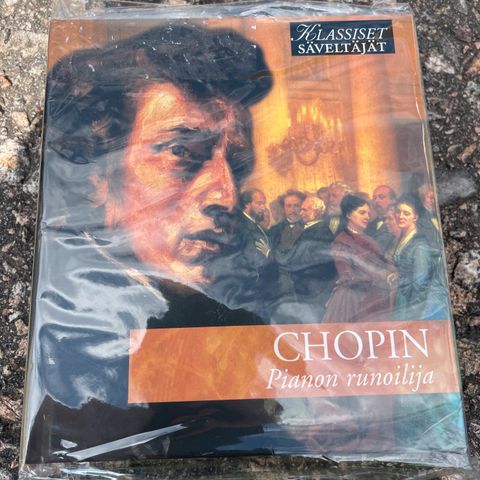 KLASSISET
SÄVELTÄJÄT
CHOPIN
Pianon runoilija